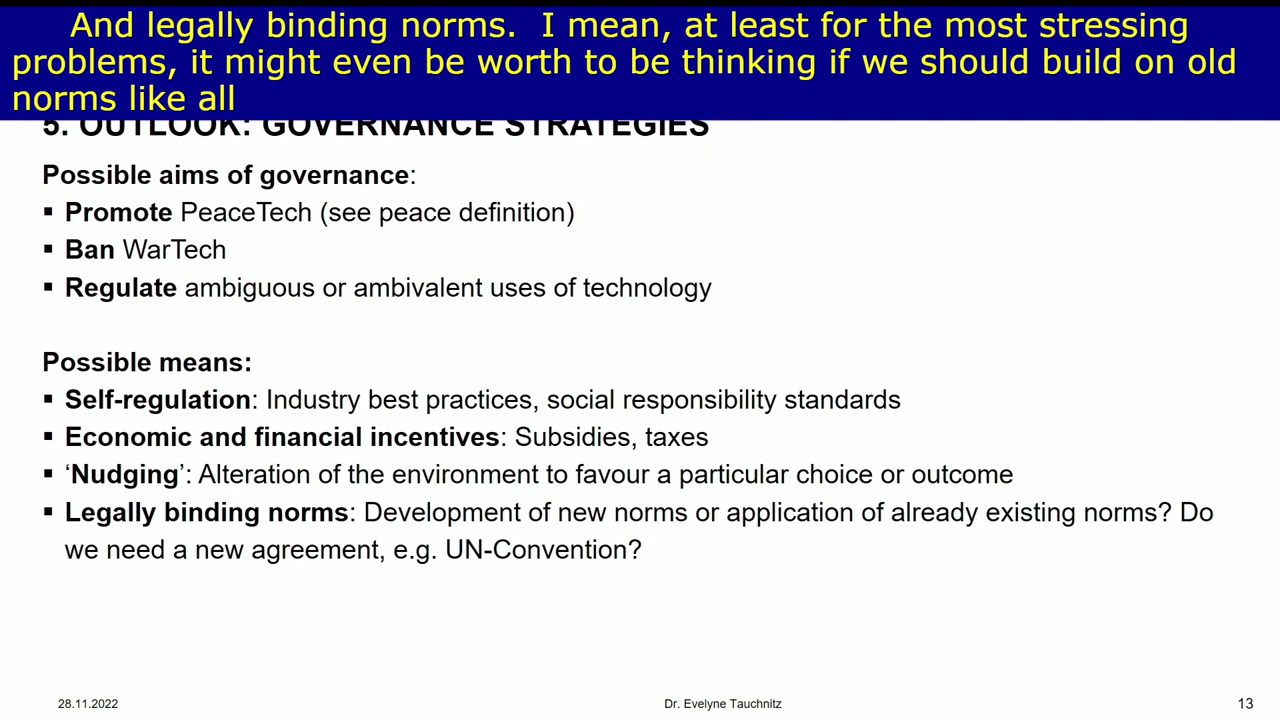 And legally binding norms.  I mean, at least for the most stressing
problems, it might even be worth to be thinking if we should build on old
norms like all
5. OUTLOOK: GOVERNANCE STRATEGIES
Possible aims of governance:
▪ Promote PeaceTech (see peace definition)
▪ Ban WarTech
▪ Regulate ambiguous or ambivalent uses of technology
Possible means:
▪ Self-regulation: Industry best practices, social responsibility standards
▪ Economic and financial incentives: Subsidies, taxes
▪ ‘Nudging’: Alteration of the environment to favour a particular choice or outcome
▪ Legally binding norms: Development of new norms or application of already existing norms? Do
we need a new agreement, e.g. UN-Convention?
28.11.2022
Dr. Evelyne Tauchnitz
13